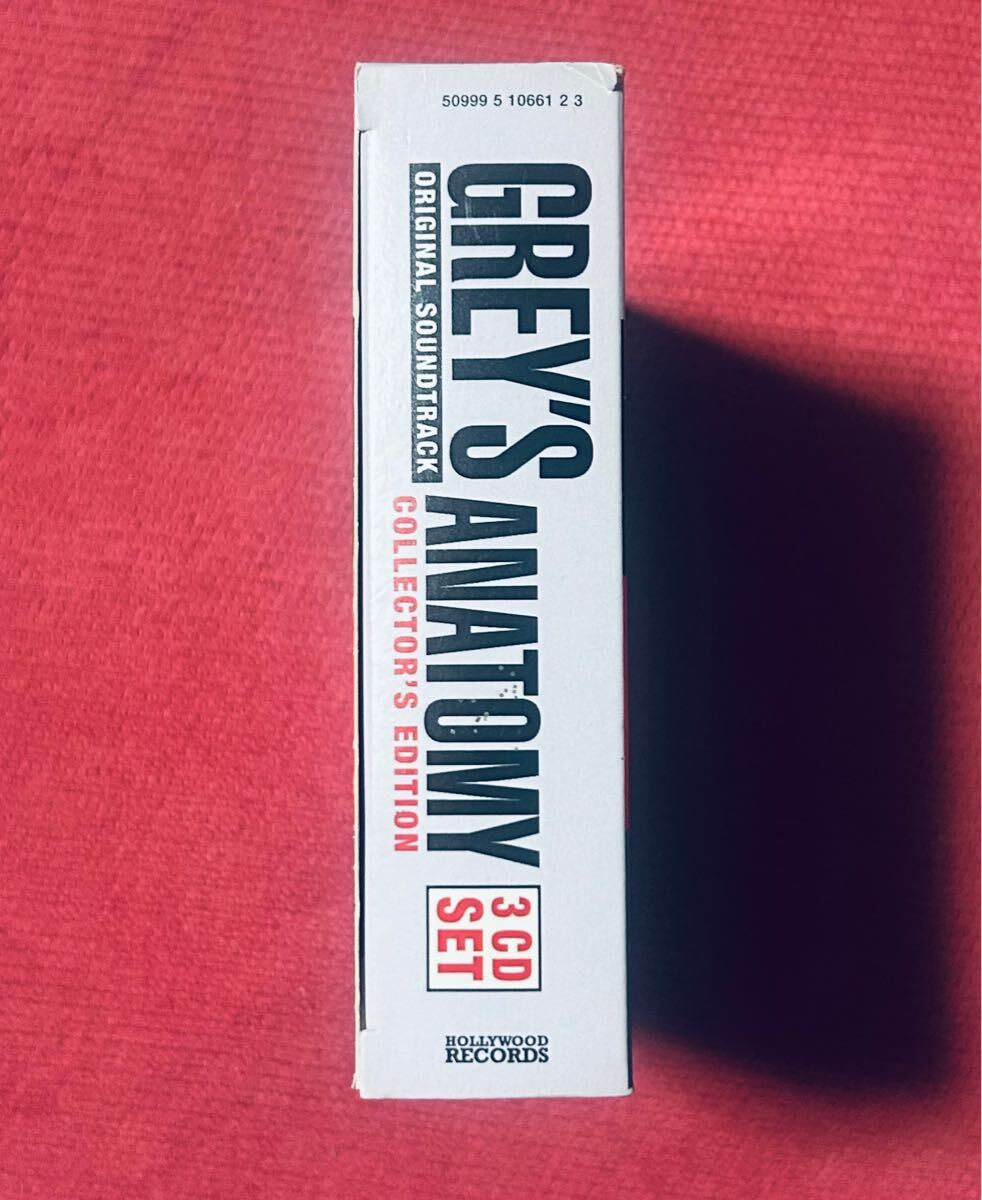 50999 5 10661 2 3
GREY'S ANATOMY
ORIGINAL SOUNDTRACK
COLLECTOR'S EDITION
3 CD
SET
HOLLYWOOD
RECORDS